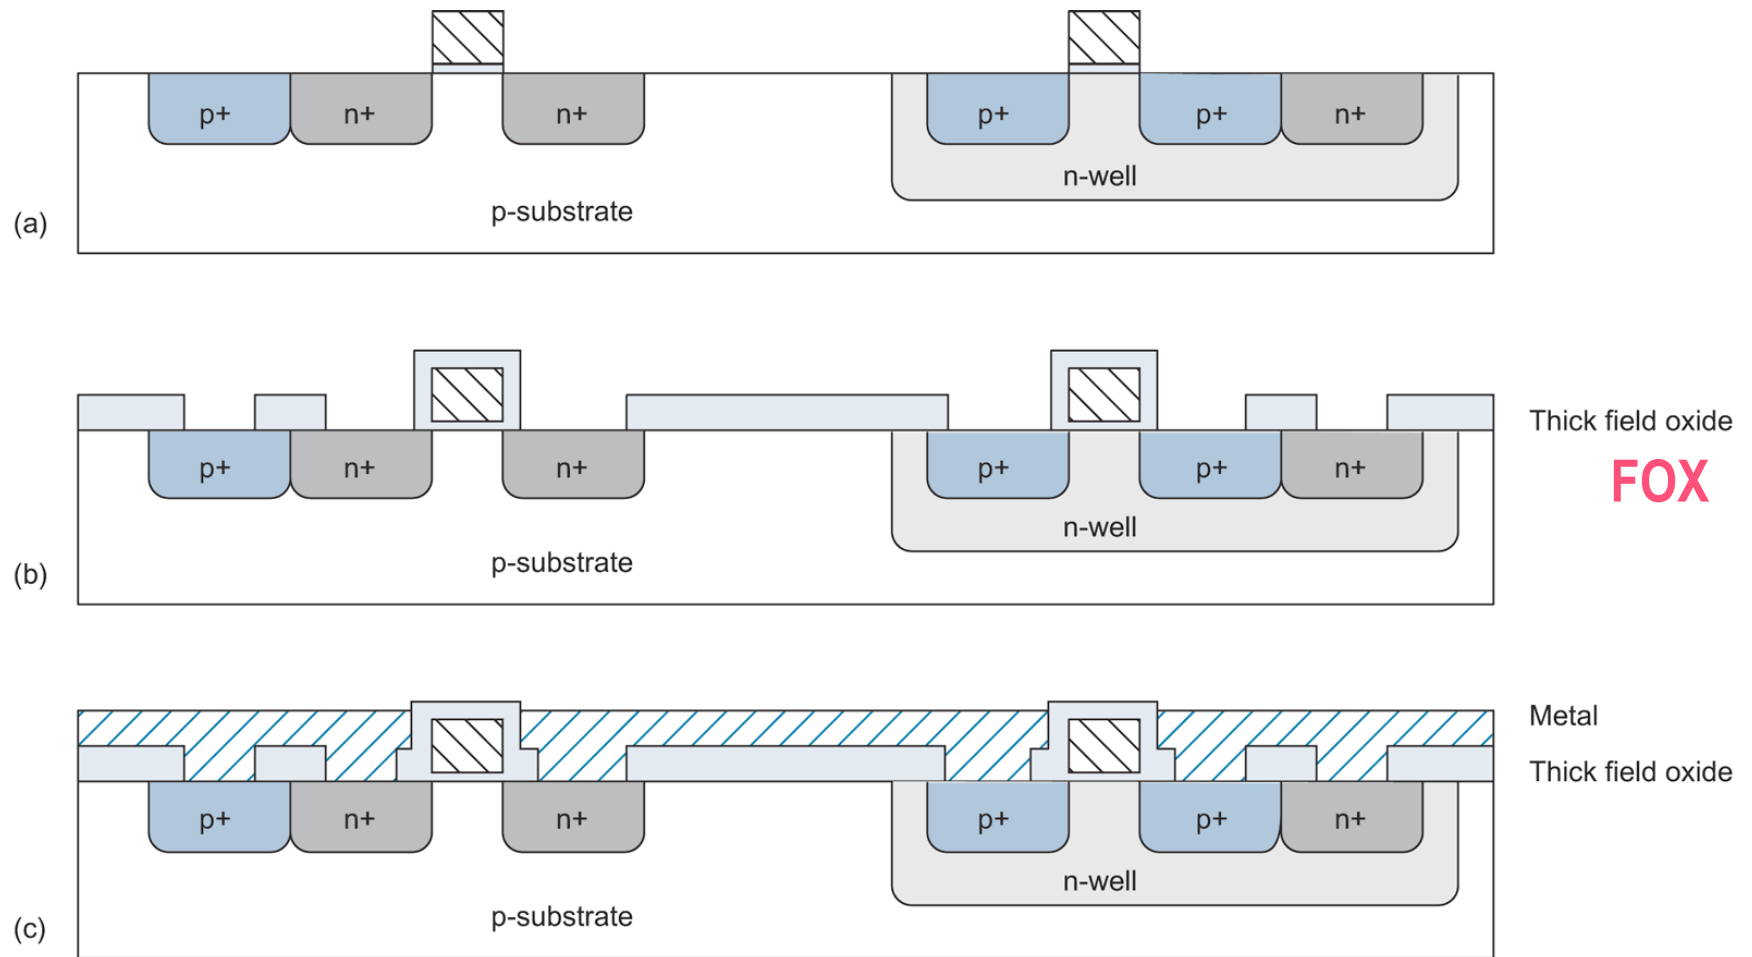 p+ n+ n+ p+ p+ n+
n-well
p-substrate
(a)
Thick field oxide
FOX
p+ n+ n+ p+ p+ n+
n-well
p-substrate
(b)
Metal
Thick field oxide
p+ n+ n+ p+ p+ n+
n-well
p-substrate
(c)